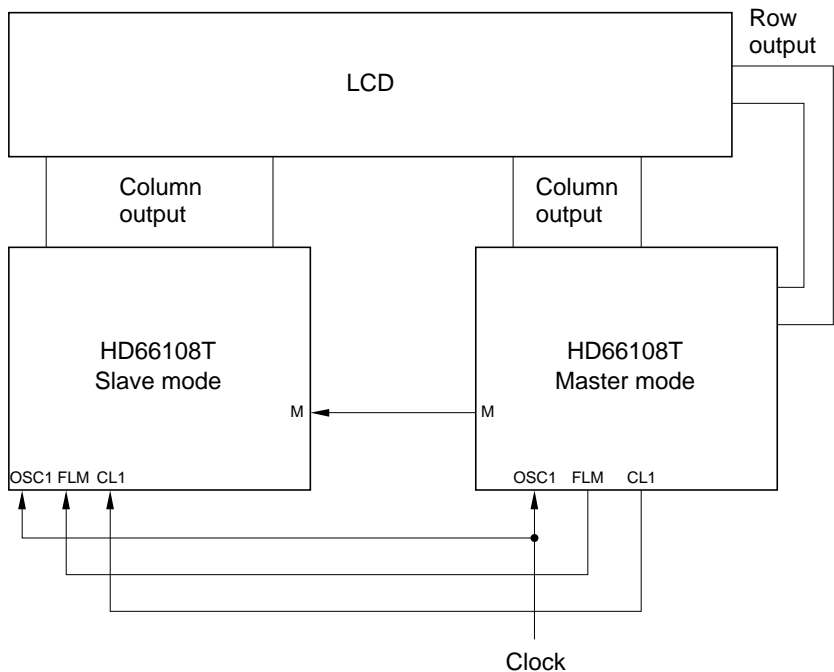 Row
output
LCD
Column
output
Column
output
HD66108T
Slave mode
HD66108T
Master mode
M
M
OSC1 FLM CL1
OSC1 FLM CL1
Clock